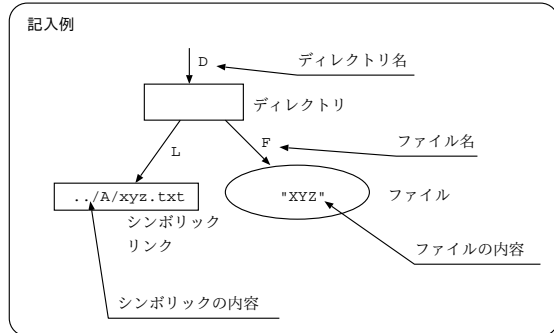 記入例
D
ディレクトリ名
ディレクトリ
L
F
ファイル名
../A/xyz.txt
"XYZ"
ファイル
シンボリック
リンク
ファイルの内容
シンボリックの内容